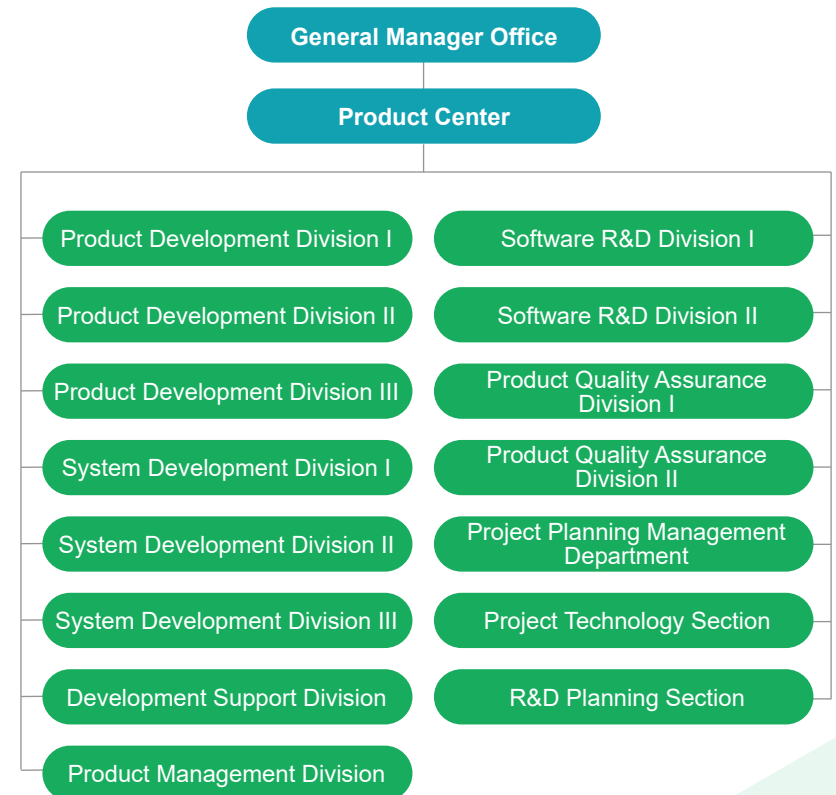 General Manager Office
Product Center
Product Development Division I
Product Development Division II
Product Development Division III
System Development Division I
System Development Division II
System Development Division III
Development Support Division
Product Management Division
Software R&D Division I
Software R&D Division II
Product Quality Assurance
Division I
Product Quality Assurance
Division II
Project Planning Management
Department
Project Technology Section
R&D Planning Section